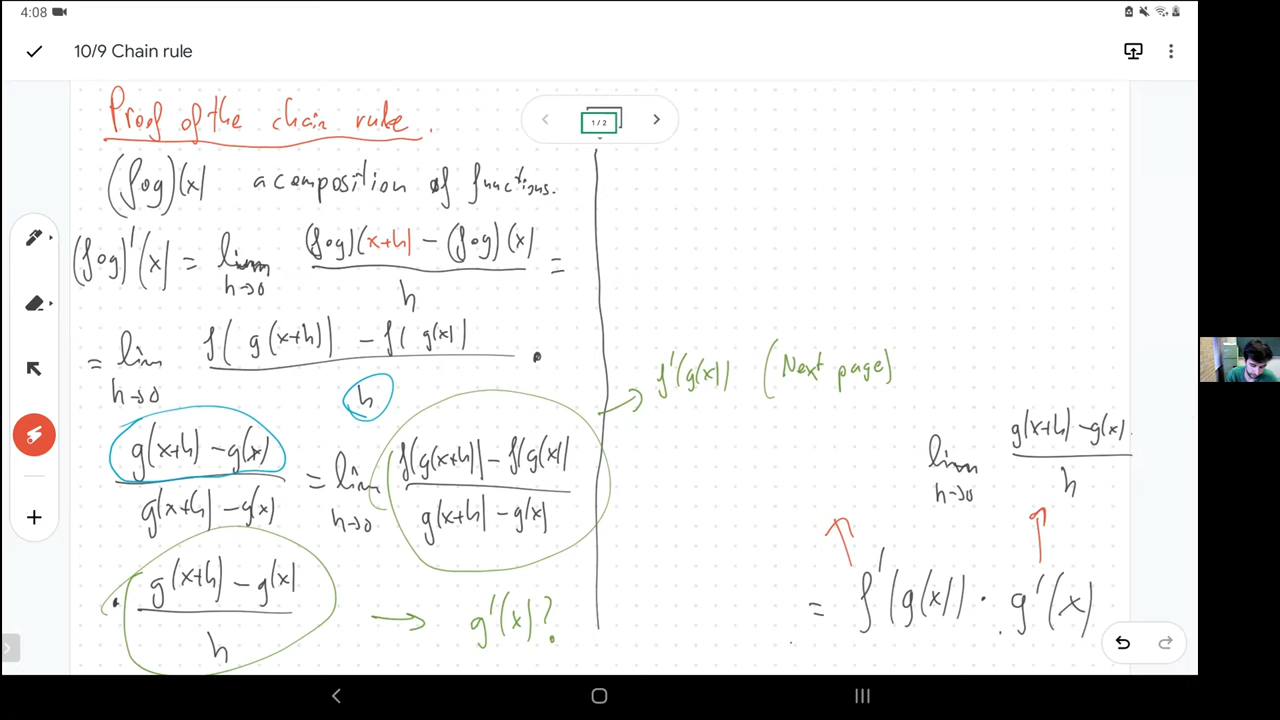 4:08
10/9 Chain rule
Proof of the chain rule.
1 / 2
(f∘g)(x) a composition of functions.
(f∘g)'(x) = lim h→0 (f∘g)(x+h) − (f∘g)(x) / h =
= lim h→0 f(g(x+h)) − f(g(x)) / h ·
g(x+h) − g(x) / g(x+h) − g(x) = lim h→0 f(g(x+h)) − f(g(x)) / g(x+h) − g(x)
· g(x+h) − g(x) / h → g'(x)?
→ f'(g(x)) (Next page)
lim h→0 g(x+h) − g(x) / h
= f'(g(x)) · g'(x)